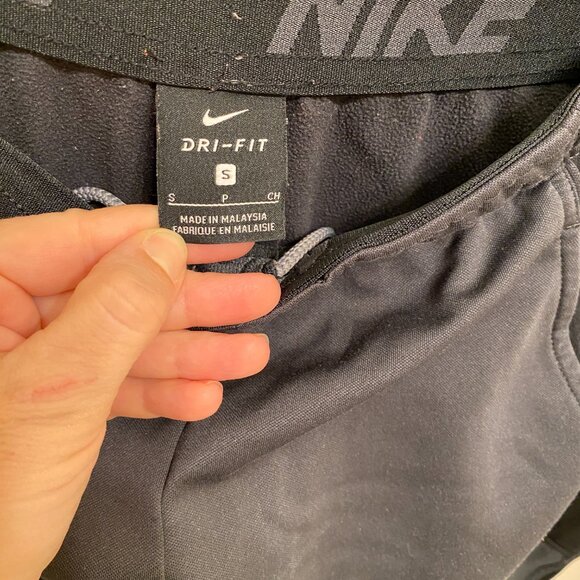 NIKE
DRI-FIT
S
S P CH
MADE IN MALAYSIA
FABRIQUE EN MALAISIE